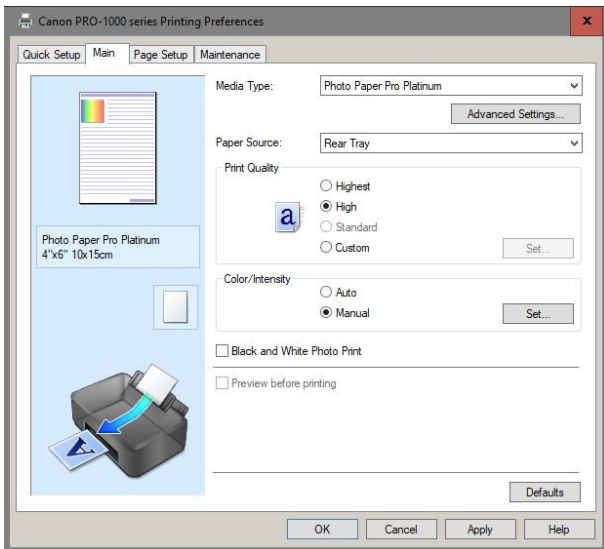 Canon PRO-1000 series Printing Preferences
x
Quick Setup Main Page Setup Maintenance
Media Type: Photo Paper Pro Platinum
Advanced Settings...
Paper Source: Rear Tray
Print Quality
Highest
a High
Standard
Custom Set...
Photo Paper Pro Platinum
4"x6" 10x15cm
Color/Intensity
Auto
Manual Set...
Black and White Photo Print
Preview before printing
A
Defaults
OK Cancel Apply Help